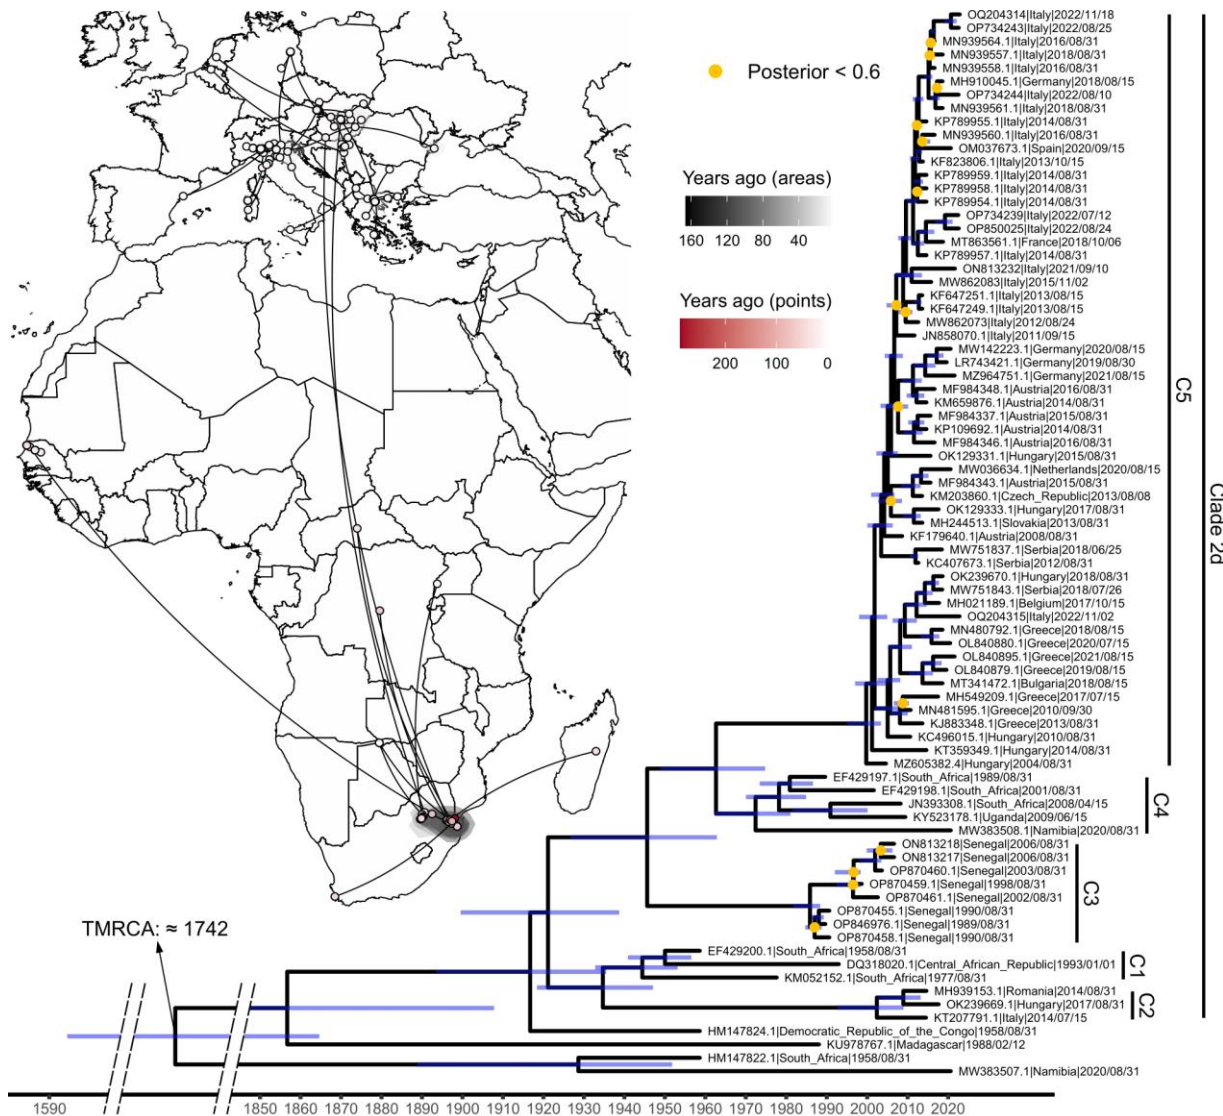 Posterior < 0.6
Years ago (areas)
160 120 80 40
Years ago (points)
200 100 0
OQ204314|Italy|2022/11/18
OP734243|Italy|2022/08/25
MN939564.1|Italy|2016/08/31
MN939557.1|Italy|2018/08/31
MN939558.1|Italy|2016/08/31
MH910045.1|Germany|2018/08/15
OP734244|Italy|2022/08/10
MN939561.1|Italy|2018/08/31
KP789955.1|Italy|2014/08/31
MN939560.1|Italy|2016/08/31
OM037673.1|Spain|2020/09/15
KF823806.1|Italy|2013/10/15
KP789959.1|Italy|2014/08/31
KP789958.1|Italy|2014/08/31
KP789954.1|Italy|2014/08/31
OP734239|Italy|2022/07/12
OP850025|Italy|2022/08/24
MT863561.1|France|2018/10/06
KP789957.1|Italy|2014/08/31
ON813232|Italy|2021/09/10
MW862083|Italy|2015/11/02
KF647251.1|Italy|2013/08/15
KF647249.1|Italy|2013/08/15
MW862073|Italy|2012/08/24
JN858070.1|Italy|2011/09/15
MW142223.1|Germany|2020/08/15
LR743421.1|Germany|2019/08/30
MZ964751.1|Germany|2021/08/15
MF984348.1|Austria|2016/08/31
KM659876.1|Austria|2014/08/31
MF984337.1|Austria|2015/08/31
KP109692.1|Austria|2014/08/31
MF984346.1|Austria|2016/08/31
OK129331.1|Hungary|2015/08/31
MW036634.1|Netherlands|2020/08/15
MF984343.1|Austria|2015/08/31
KM203860.1|Czech_Republic|2013/08/08
OK129333.1|Hungary|2017/08/31
MH244513.1|Slovakia|2013/08/31
KF179640.1|Austria|2008/08/31
MW751837.1|Serbia|2018/06/25
KC407673.1|Serbia|2012/08/31
OK239670.1|Hungary|2018/08/31
MW751843.1|Serbia|2018/07/26
MH021189.1|Belgium|2017/10/15
OQ204315|Italy|2022/11/02
MN480792.1|Greece|2018/08/15
OL840880.1|Greece|2020/07/15
OL840895.1|Greece|2021/08/15
OL840879.1|Greece|2019/08/15
MT341472.1|Bulgaria|2018/08/15
MH549209.1|Greece|2017/07/15
MN481595.1|Greece|2010/09/30
KJ883348.1|Greece|2013/08/31
KC496015.1|Hungary|2010/08/31
KT359349.1|Hungary|2014/08/31
MZ605382.4|Hungary|2004/08/31
EF429197.1|South_Africa|1989/08/31
EF429198.1|South_Africa|2001/08/31
JN393308.1|South_Africa|2008/04/15
KY523178.1|Uganda|2009/06/15
MW383508.1|Namibia|2020/08/31
ON813218|Senegal|2006/08/31
ON813217|Senegal|2006/08/31
OP870460.1|Senegal|2003/08/31
OP870459.1|Senegal|1998/08/31
OP870461.1|Senegal|2002/08/31
OP870455.1|Senegal|1990/08/31
OP846976.1|Senegal|1989/08/31
OP870458.1|Senegal|1990/08/31
EF429200.1|South_Africa|1958/08/31
DQ318020.1|Central_African_Republic|1993/01/01
KM052152.1|South_Africa|1977/08/31
MH939153.1|Romania|2014/08/31
OK239669.1|Hungary|2017/08/31
KT207791.1|Italy|2014/07/15
HM147824.1|Democratic_Republic_of_the_Congo|1958/08/31
KU978767.1|Madagascar|1988/02/12
HM147822.1|South_Africa|1958/08/31
MW383507.1|Namibia|2020/08/31
C5
C4
C3
C1
C2
Clade 2d
TMRCA: ≈ 1742
1590 1850 1860 1870 1880 1890 1900 1910 1920 1930 1940 1950 1960 1970 1980 1990 2000 2010 2020